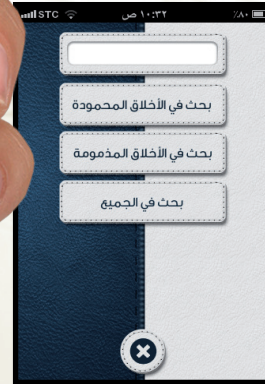 STC ١٠:٣٢ ص ٪٨٠
بحث في الأخلاق المحمودة
بحث في الأخلاق المذمومة
بحث في الجميع